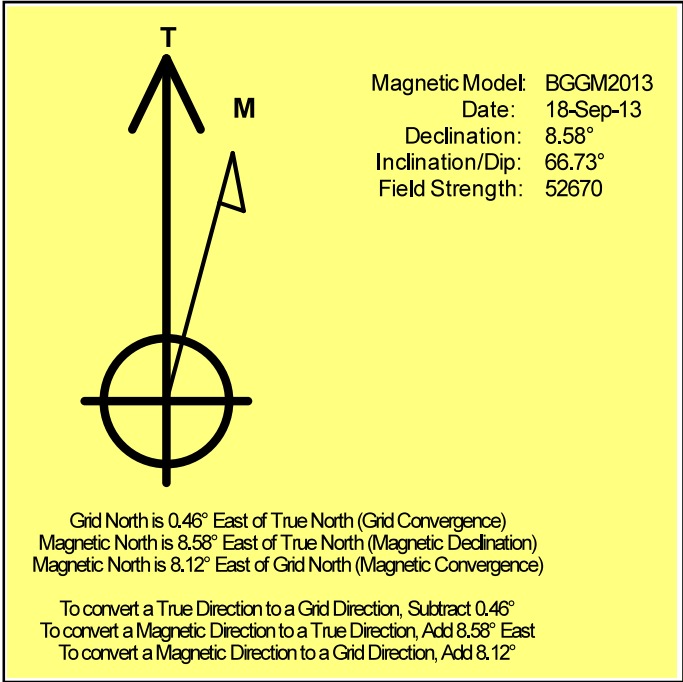 T
M
Magnetic Model: BGGM2013
Date: 18-Sep-13
Declination: 8.58°
Inclination/Dip: 66.73°
Field Strength: 52670
Grid North is 0.46° East of True North (Grid Convergence)
Magnetic North is 8.58° East of True North (Magnetic Declination)
Magnetic North is 8.12° East of Grid North (Magnetic Convergence)
To convert a True Direction to a Grid Direction, Subtract 0.46°
To convert a Magnetic Direction to a True Direction, Add 8.58° East
To convert a Magnetic Direction to a Grid Direction, Add 8.12°